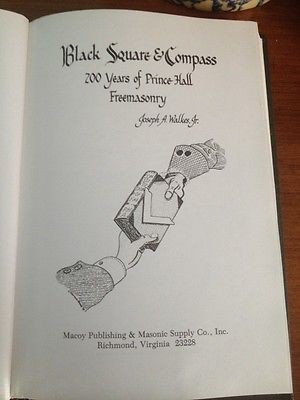 Black Square & Compass
200 Years of Prince Hall
Freemasonry
Joseph A. Walkes, Jr.
Macoy Publishing & Masonic Supply Co., Inc.
Richmond, Virginia 23228